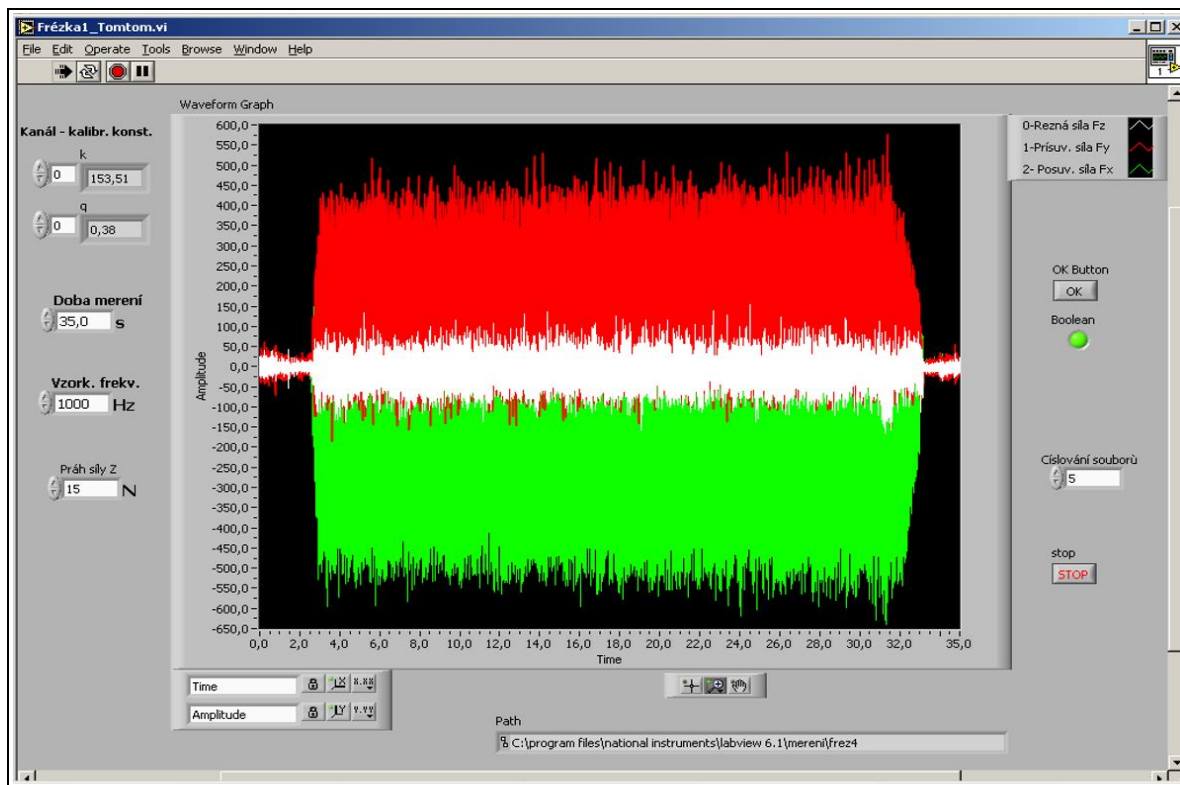 Frézka1_Tomtom.vi
File Edit Operate Tools Browse Window Help
1
Waveform Graph
Kanál - kalibr. konst.
k
0 153,51
q
0 0,38
Doba merení
35,0 s
Vzork. frekv.
1000 Hz
Práh síly Z
15 N
Amplitude
600,0
550,0
500,0
450,0
400,0
350,0
300,0
250,0
200,0
150,0
100,0
50,0
0,0
-50,0
-100,0
-150,0
-200,0
-250,0
-300,0
-350,0
-400,0
-450,0
-500,0
-550,0
-600,0
-650,0
0,0 2,0 4,0 6,0 8,0 10,0 12,0 14,0 16,0 18,0 20,0 22,0 24,0 26,0 28,0 30,0 32,0 35,0
Time
0-Rezná síla Fz
1-Prísuv. síla Fy
2- Posuv. síla Fx
OK Button
OK
Boolean
Císlování souborù
5
stop
STOP
Time X X.XX
Amplitude Y Y.YY
Path
C:\program files\national instruments\labview 6.1\mereni\frez4